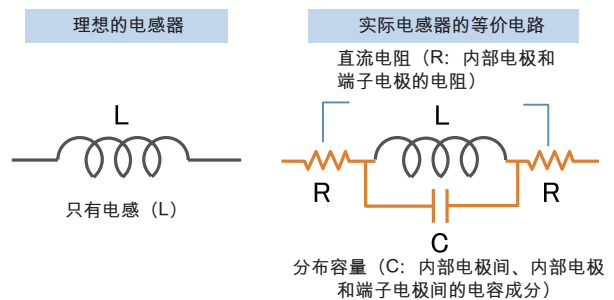 理想的电感器
L
只有电感（L）
实际电感器的等价电路
直流电阻（R：内部电极和
端子电极的电阻）
L
R
R
C
分布容量（C：内部电极间、内部电极
和端子电极间的电容成分）